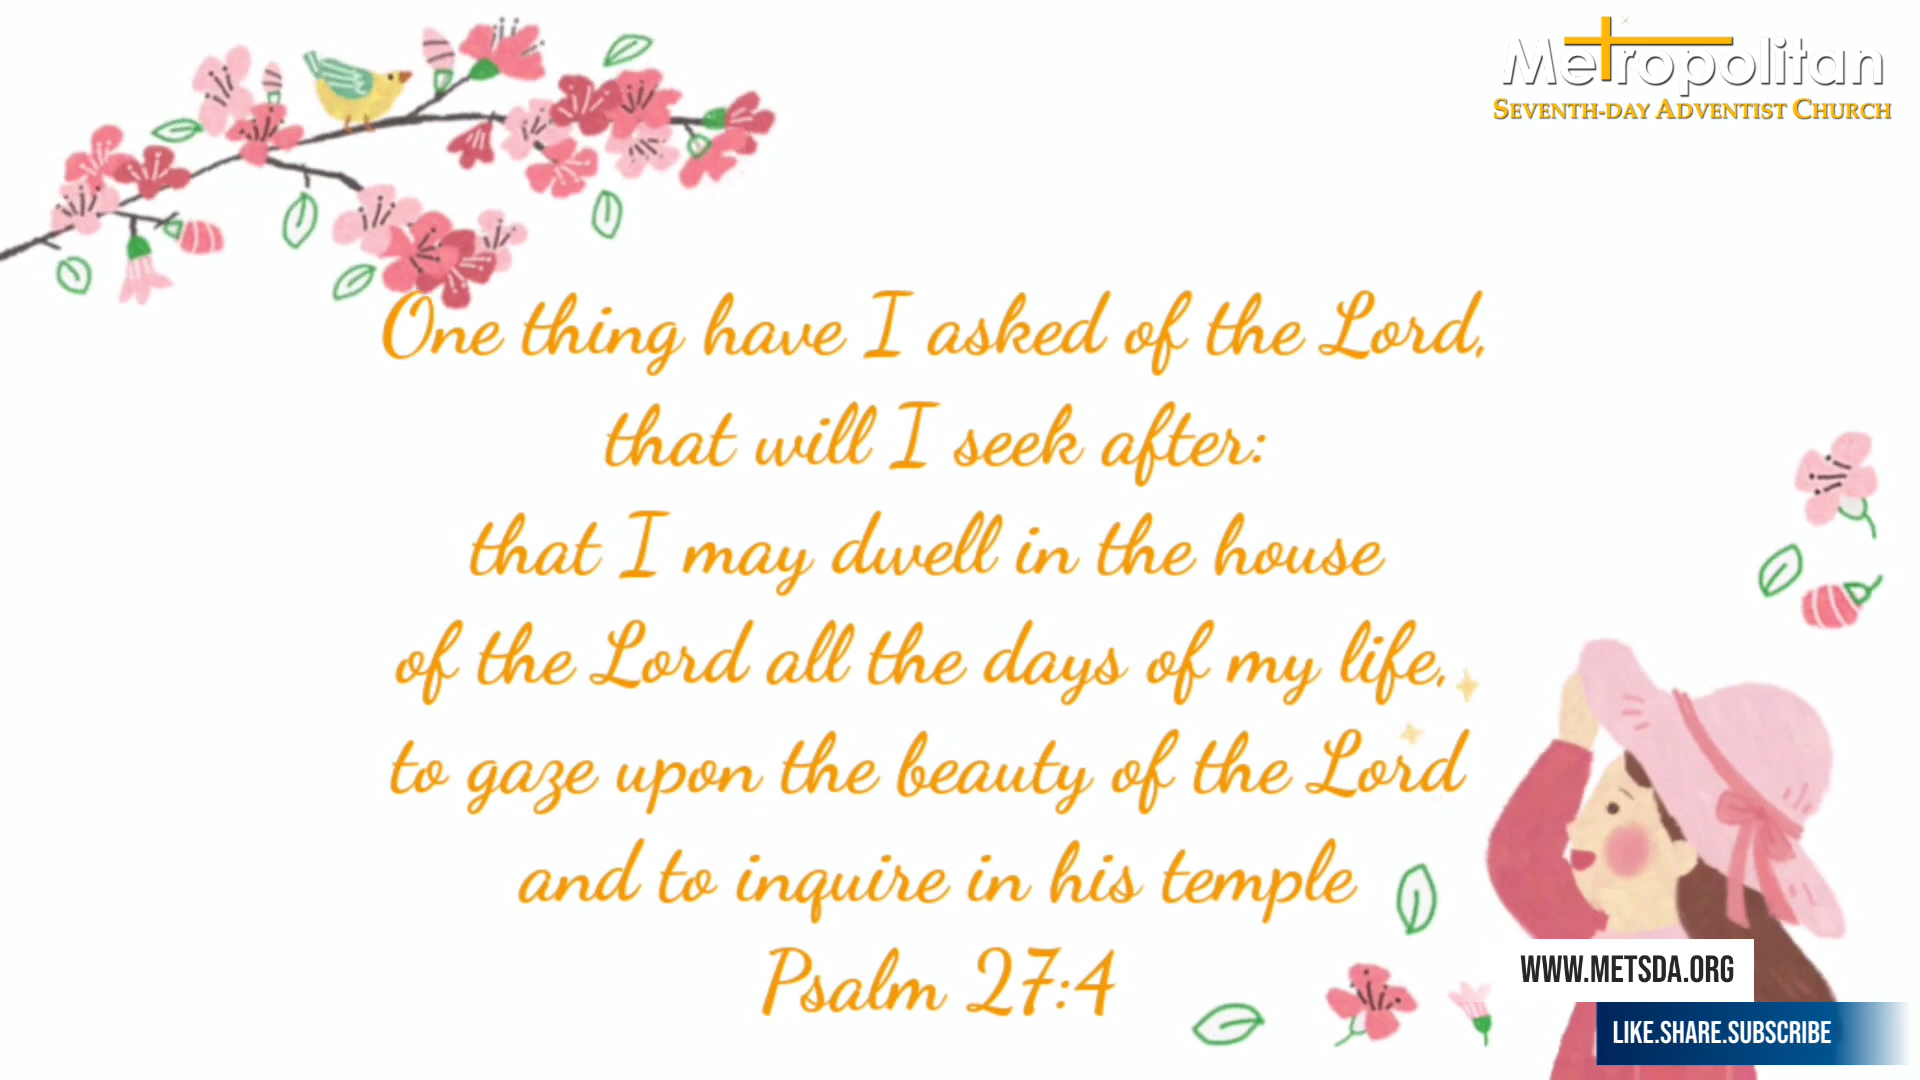 Metropolitan
SEVENTH-DAY ADVENTIST CHURCH
One thing have I asked of the Lord,
that will I seek after:
that I may dwell in the house
of the Lord all the days of my life,
to gaze upon the beauty of the Lord
and to inquire in his temple
Psalm 27:4
WWW.METSDA.ORG
LIKE.SHARE.SUBSCRIBE